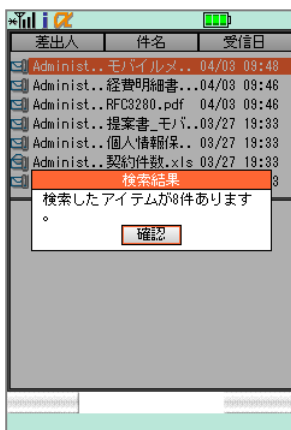 差出人 件名 受信日
Administ.. モバイルメ.. 04/03 09:48
Administ.. 経費明細書... 04/03 09:46
Administ.. RFC3280.pdf 04/03 09:46
Administ.. 提案書_モバ.. 03/27 19:33
Administ.. 個人情報保.. 03/27 19:33
Administ.. 契約件数.xls 03/27 19:33
3
検索結果
検索したアイテムが8件あります
。
確認